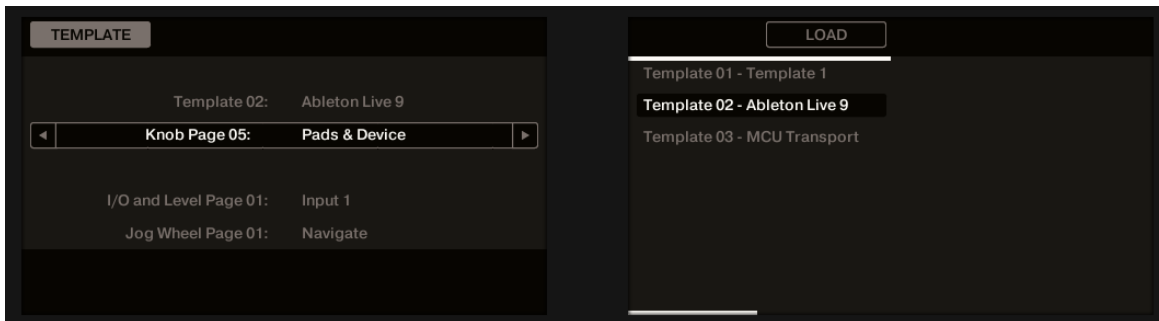 TEMPLATE
Template 02: Ableton Live 9
Knob Page 05: Pads & Device
I/O and Level Page 01: Input 1
Jog Wheel Page 01: Navigate
LOAD
Template 01 - Template 1
Template 02 - Ableton Live 9
Template 03 - MCU Transport